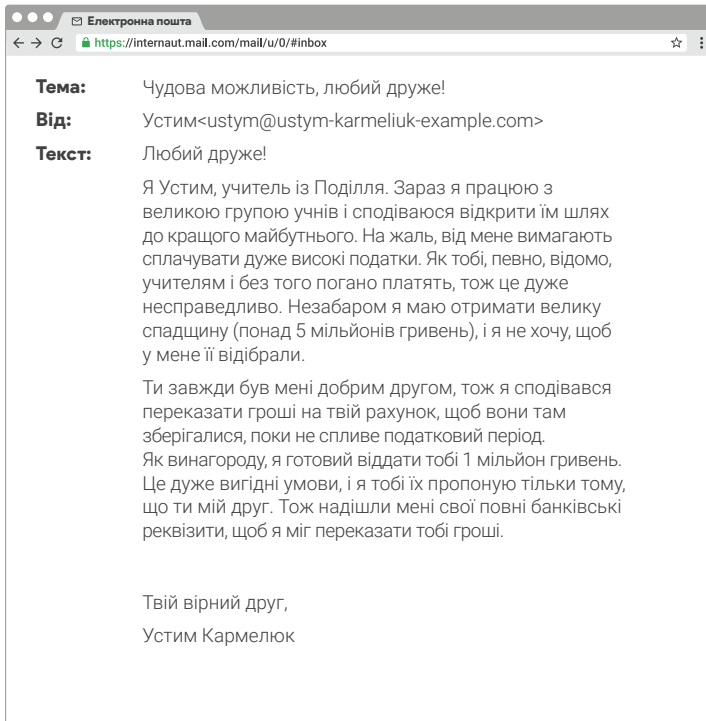 Електронна пошта
https://internaut.mail.com/mail/u/0/#inbox
Тема: Чудова можливість, любий друже!
Від: Устим<ustym@ustym-karmeliuk-example.com>
Текст: Любий друже!
Я Устим, учитель із Поділля. Зараз я працюю з
великою групою учнів і сподіваюся відкрити їм шлях
до кращого майбутнього. На жаль, від мене вимагають
сплачувати дуже високі податки. Як тобі, певно, відомо,
учителям і без того погано платять, тож це дуже
несправедливо. Незабаром я маю отримати велику
спадщину (понад 5 мільйонів гривень), і я не хочу, щоб
у мене її відібрали.
Ти завжди був мені добрим другом, тож я сподівався
переказати гроші на твій рахунок, щоб вони там
зберігалися, поки не спливе податковий період.
Як винагороду, я готовий віддати тобі 1 мільйон гривень.
Це дуже вигідні умови, і я тобі їх пропоную тільки тому,
що ти мій друг. Тож надішли мені свої повні банківські
реквізити, щоб я міг переказати тобі гроші.
Твій вірний друг,
Устим Кармелюк